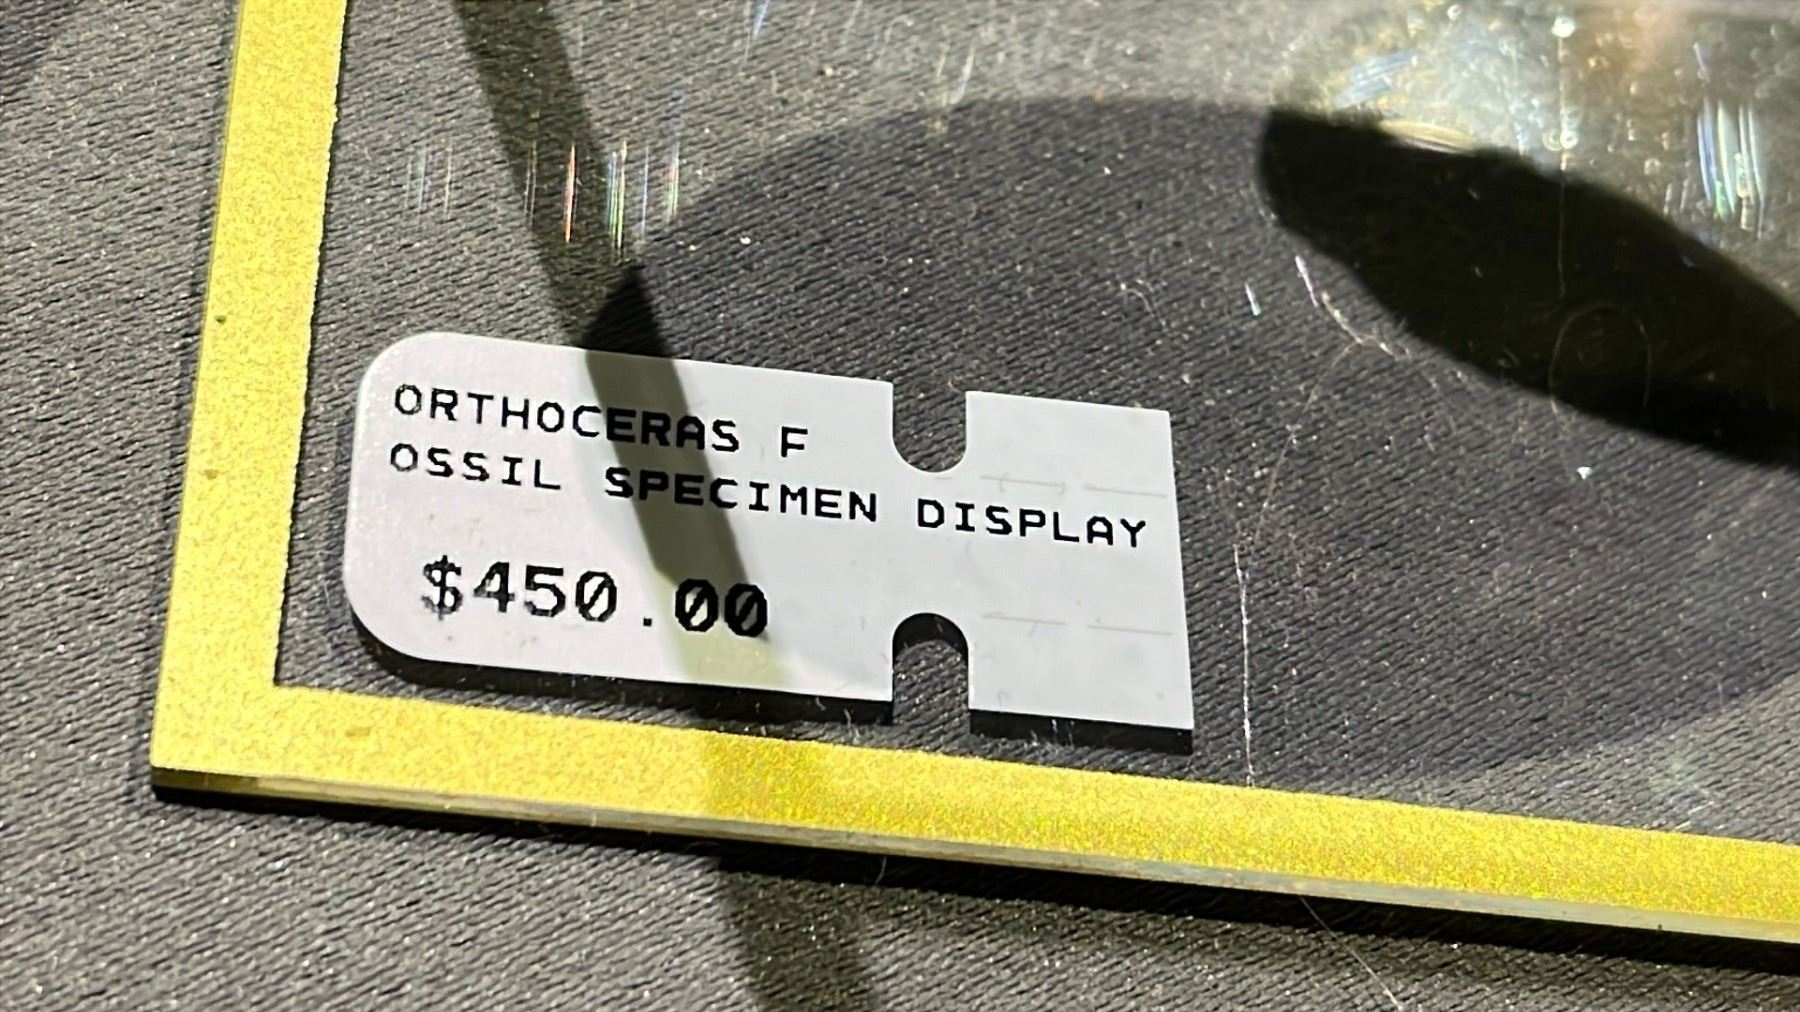 ORTHOCERAS F
OSSIL SPECIMEN DISPLAY
$450.00